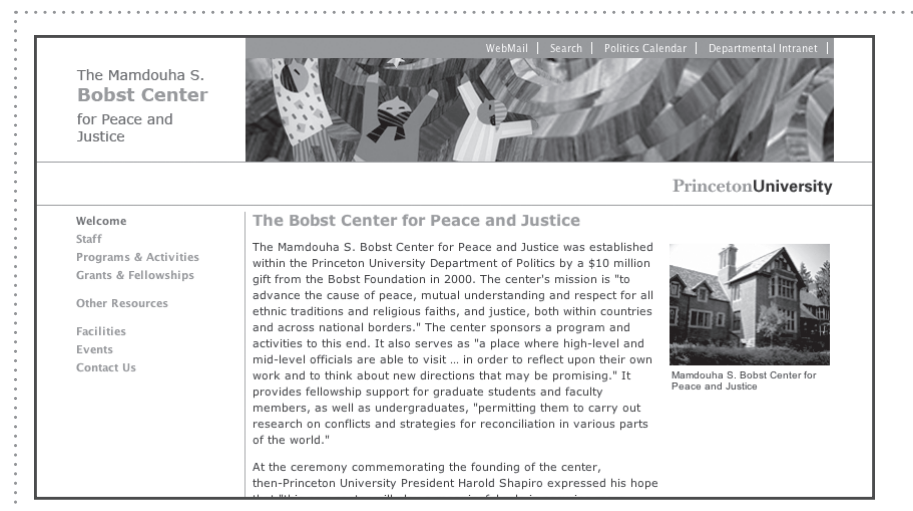 WebMail | Search | Politics Calendar | Departmental Intranet |
The Mamdouha S.
Bobst Center
for Peace and
Justice
PrincetonUniversity
Welcome
Staff
Programs & Activities
Grants & Fellowships
Other Resources
Facilities
Events
Contact Us
The Bobst Center for Peace and Justice
The Mamdouha S. Bobst Center for Peace and Justice was established
within the Princeton University Department of Politics by a $10 million
gift from the Bobst Foundation in 2000. The center's mission is "to
advance the cause of peace, mutual understanding and respect for all
ethnic traditions and religious faiths, and justice, both within countries
and across national borders." The center sponsors a program and
activities to this end. It also serves as "a place where high-level and
mid-level officials are able to visit ... in order to reflect upon their own
work and to think about new directions that may be promising." It
provides fellowship support for graduate students and faculty
members, as well as undergraduates, "permitting them to carry out
research on conflicts and strategies for reconciliation in various parts
of the world."
At the ceremony commemorating the founding of the center,
then-Princeton University President Harold Shapiro expressed his hope
Mamdouha S. Bobst Center for
Peace and Justice